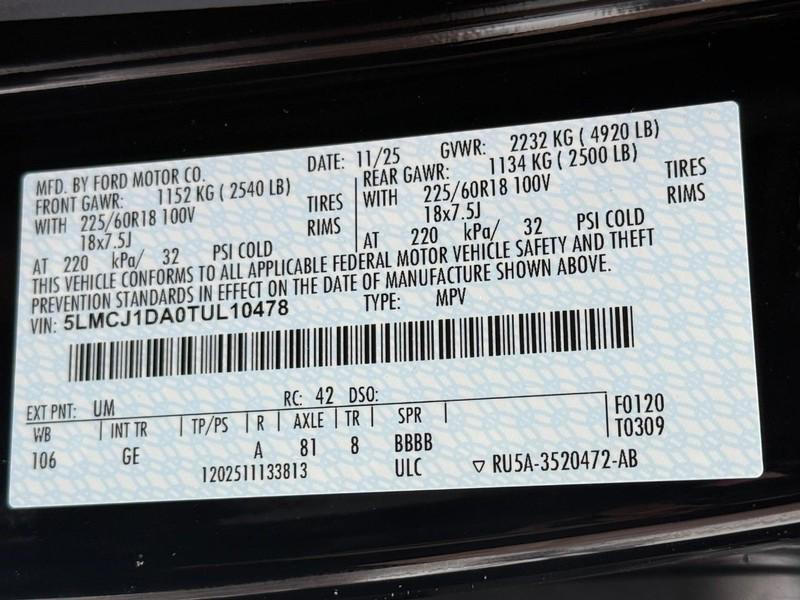 MFD. BY FORD MOTOR CO. DATE: 11/25 GVWR: 2232 KG ( 4920 LB)
FRONT GAWR: 1152 KG ( 2540 LB) REAR GAWR: 1134 KG ( 2500 LB)
WITH 225/60R18 100V TIRES WITH 225/60R18 100V TIRES
18x7.5J RIMS 18x7.5J RIMS
AT 220 kPa/ 32 PSI COLD AT 220 kPa/ 32 PSI COLD
THIS VEHICLE CONFORMS TO ALL APPLICABLE FEDERAL MOTOR VEHICLE SAFETY AND THEFT
PREVENTION STANDARDS IN EFFECT ON THE DATE OF MANUFACTURE SHOWN ABOVE.
VIN: 5LMCJ1DA0TUL10478 TYPE: MPV
EXT PNT: UM RC: 42 DSO:
WB INT TR TP/PS R AXLE TR SPR F0120
106 GE A 81 8 BBBB T0309
1202511133813 ULC ▽ RU5A-3520472-AB